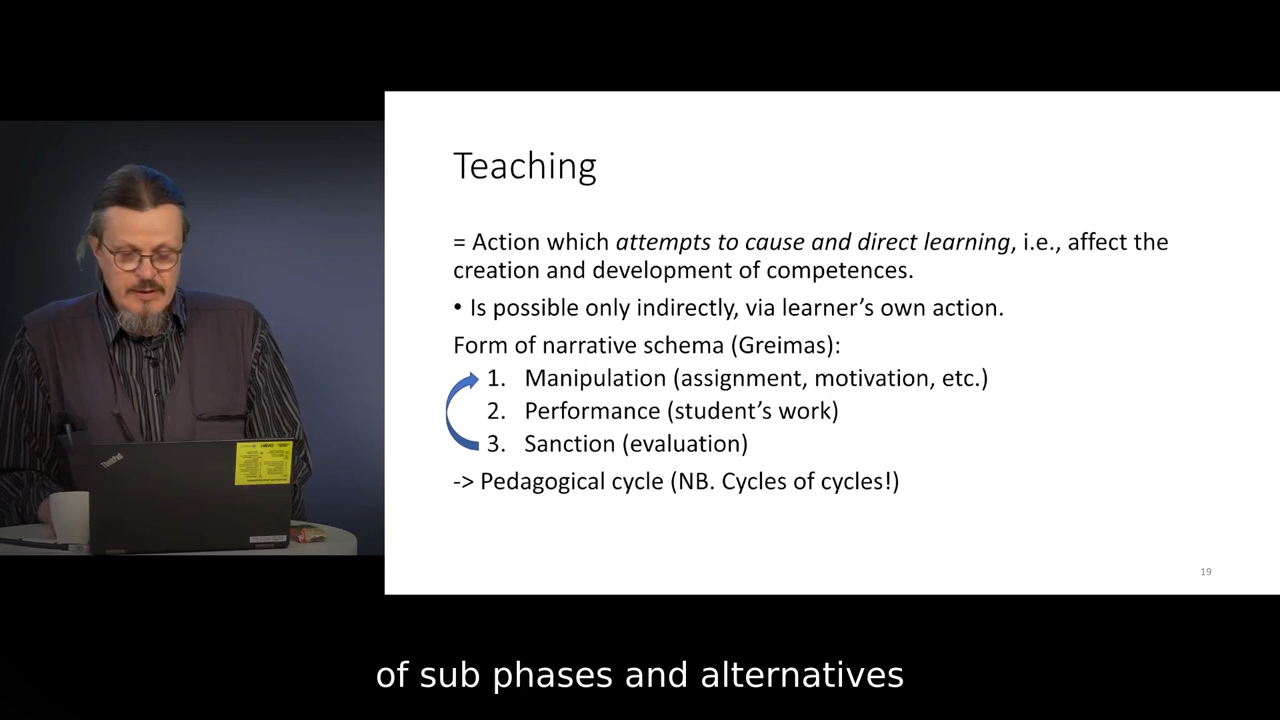 Teaching
= Action which attempts to cause and direct learning, i.e., affect the
creation and development of competences.
• Is possible only indirectly, via learner’s own action.
Form of narrative schema (Greimas):
1. Manipulation (assignment, motivation, etc.)
2. Performance (student’s work)
3. Sanction (evaluation)
-> Pedagogical cycle (NB. Cycles of cycles!)
19
ThinkPad
of sub phases and alternatives